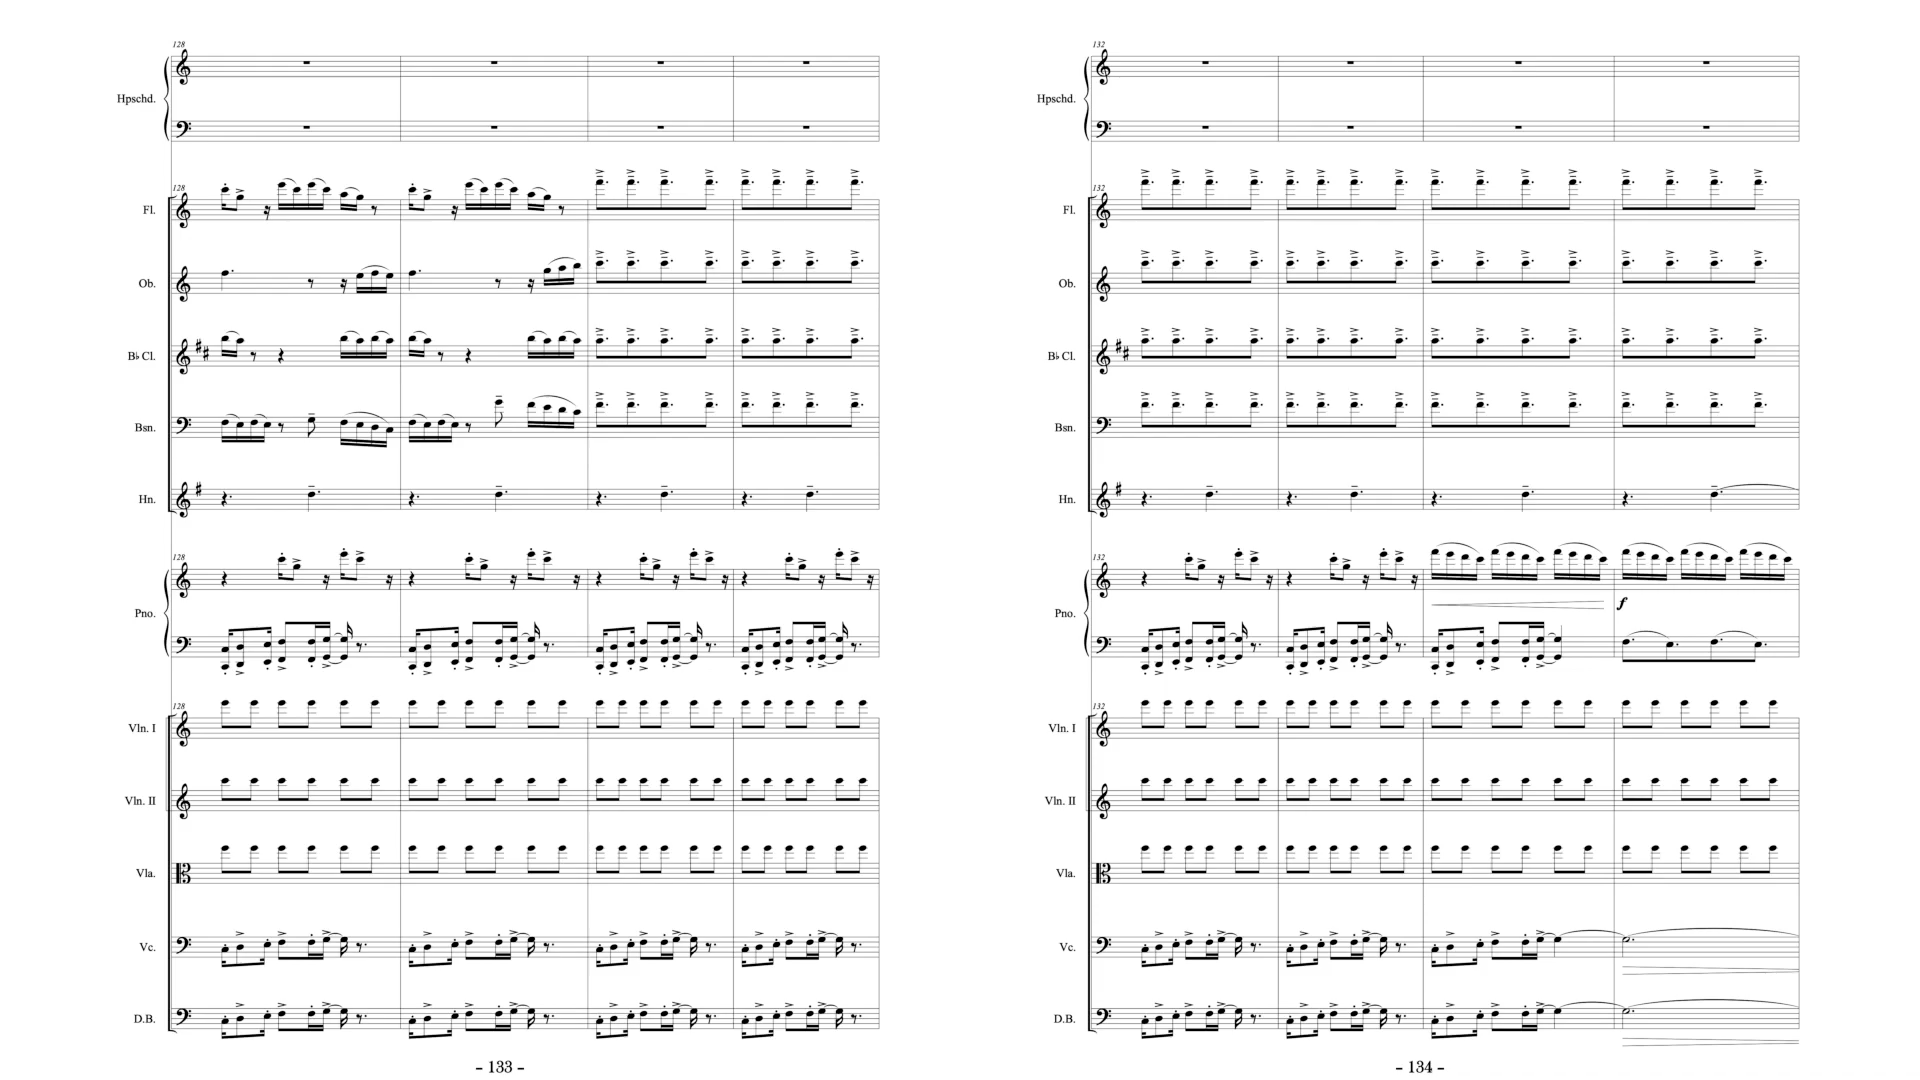 128
Hpschd.
128
Fl.
Ob.
B♭ Cl.
Bsn.
Hn.
128
Pno.
128
Vln. I
Vln. II
Vla.
Vc.
D.B.
- 133 -
132
Hpschd.
132
Fl.
Ob.
B♭ Cl.
Bsn.
Hn.
132
Pno.
f
132
Vln. I
Vln. II
Vla.
Vc.
D.B.
- 134 -